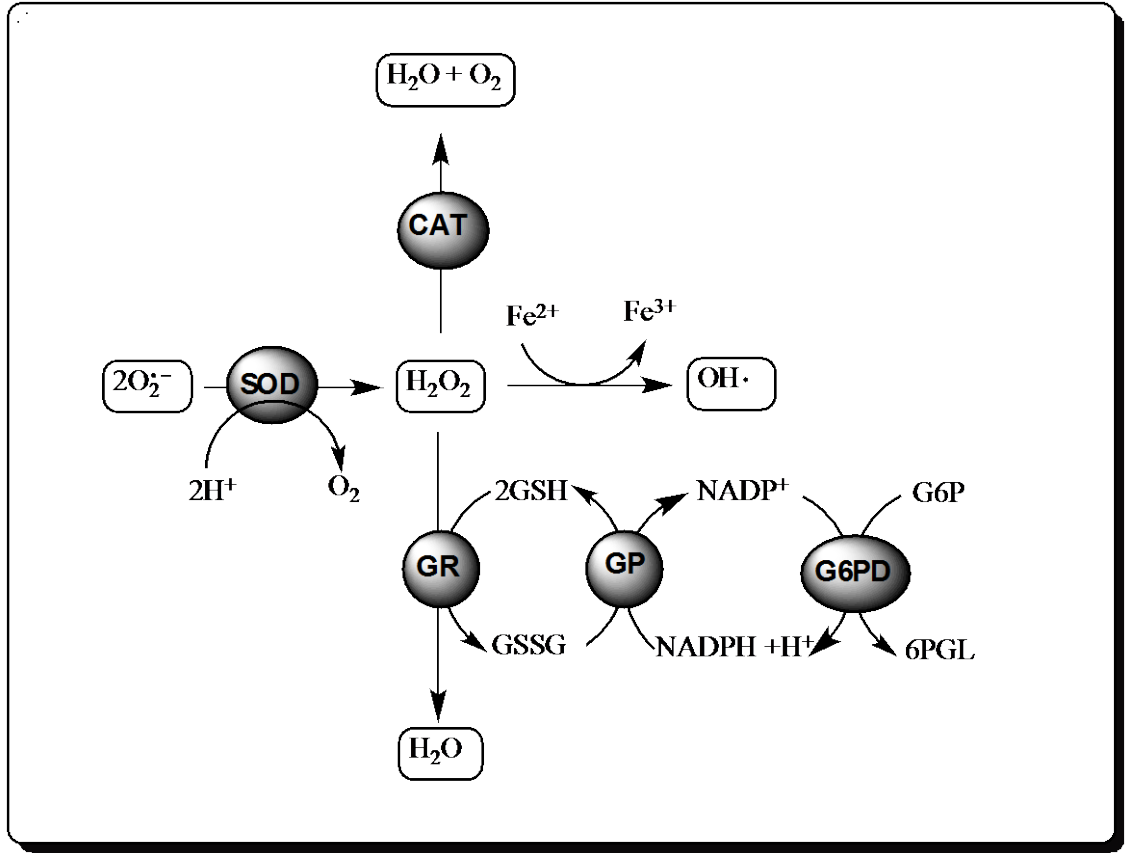 H₂O + O₂
CAT
Fe²⁺ Fe³⁺
2O₂·̄ SOD H₂O₂ OH·
2H⁺ O₂ 2GSH NADP⁺ G6P
GR GP G6PD
GSSG NADPH +H⁺ 6PGL
H₂O